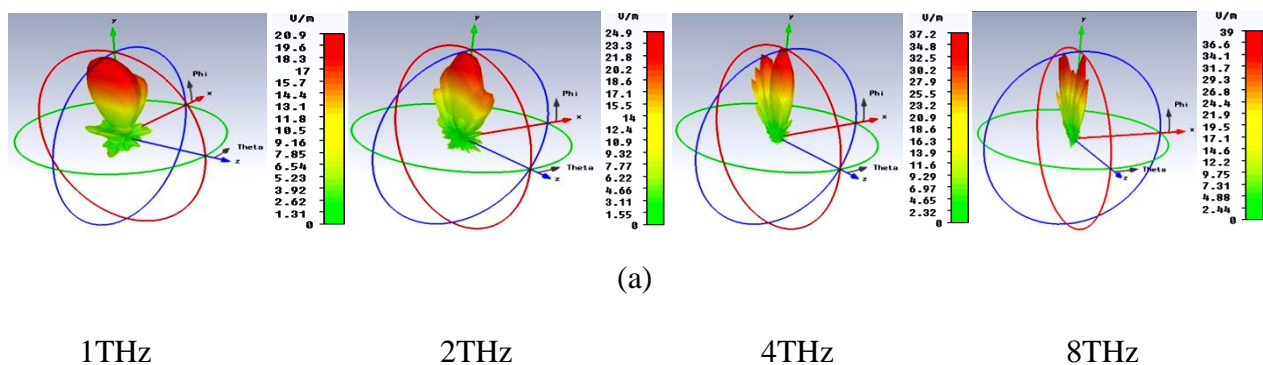 y
Phi
x
Theta
z
V/m
20.9
19.6
18.3
17
15.7
14.4
13.1
11.8
10.5
9.16
7.85
6.54
5.23
3.92
2.62
1.31
0
y
Phi
x
Theta
z
V/m
24.9
23.3
21.8
20.2
18.6
17.1
15.5
14
12.4
10.9
9.32
7.77
6.22
4.66
3.11
1.55
0
y
Phi
x
Theta
z
V/m
37.2
34.8
32.5
30.2
27.9
25.5
23.2
20.9
18.6
16.3
13.9
11.6
9.29
6.97
4.65
2.32
0
y
Phi
x
Theta
z
V/m
39
36.6
34.1
31.7
29.3
26.8
24.4
21.9
19.5
17.1
14.6
12.2
9.75
7.31
4.88
2.44
0
(a)
1THz 2THz 4THz 8THz